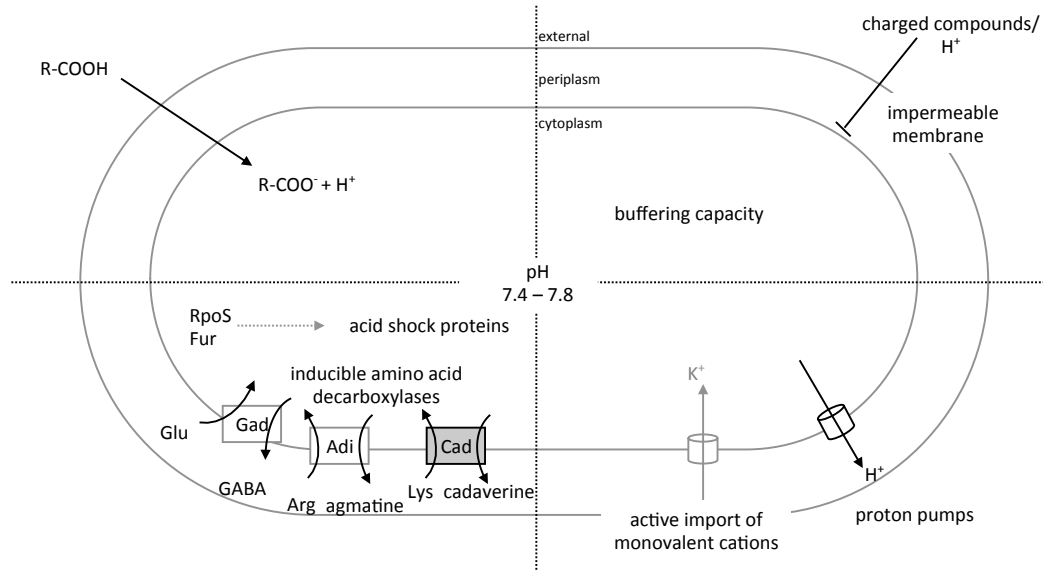 external
charged compounds/
H⁺
R-COOH
periplasm
impermeable
membrane
cytoplasm
R-COO⁻ + H⁺
buffering capacity
pH
7.4 – 7.8
RpoS
Fur
acid shock proteins
inducible amino acid
decarboxylases
K⁺
Glu
Gad
Adi
Cad
H⁺
GABA
Arg agmatine
Lys cadaverine
active import of
monovalent cations
proton pumps